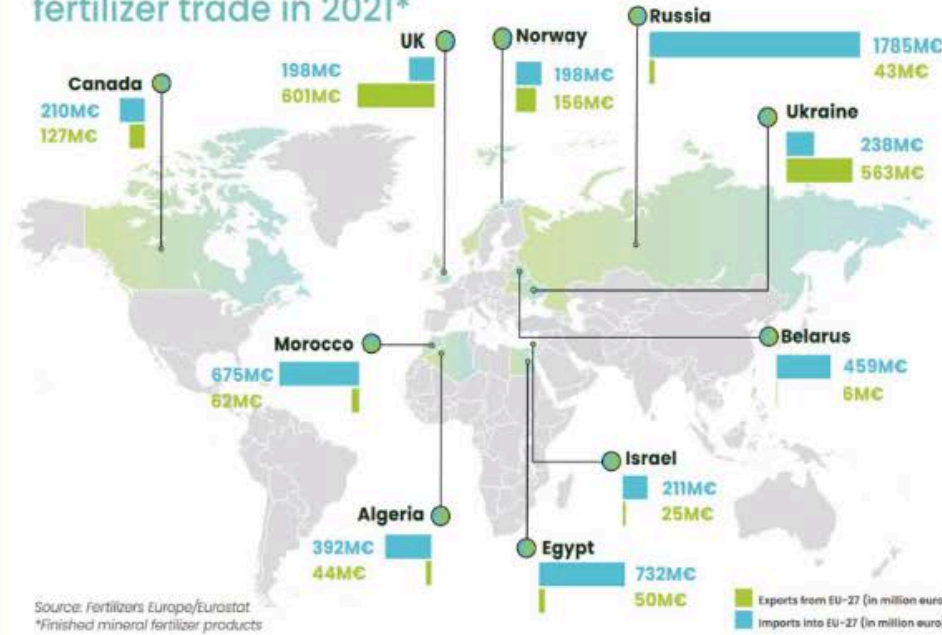 fertilizer trade in 2021*
Russia
1785M€
43M€
Norway
198M€
156M€
UK
198M€
601M€
Canada
210M€
127M€
Ukraine
238M€
563M€
Belarus
459M€
6M€
Morocco
675M€
62M€
Israel
211M€
25M€
Algeria
392M€
44M€
Egypt
732M€
50M€
Source: Fertilizers Europe/Eurostat
*Finished mineral fertilizer products
Exports from EU-27 (in million euro
Imports into EU-27 (in million euro